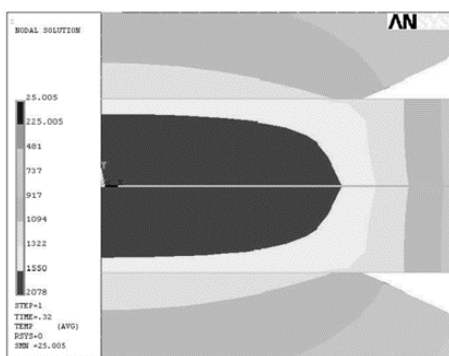 NODAL SOLUTION
AN
25.005
225.005
481
737
917
1094
1322
1550
2078
STEP=1
TIME=.32
TEMP (AVG)
RSYS=0
SMN =25.005